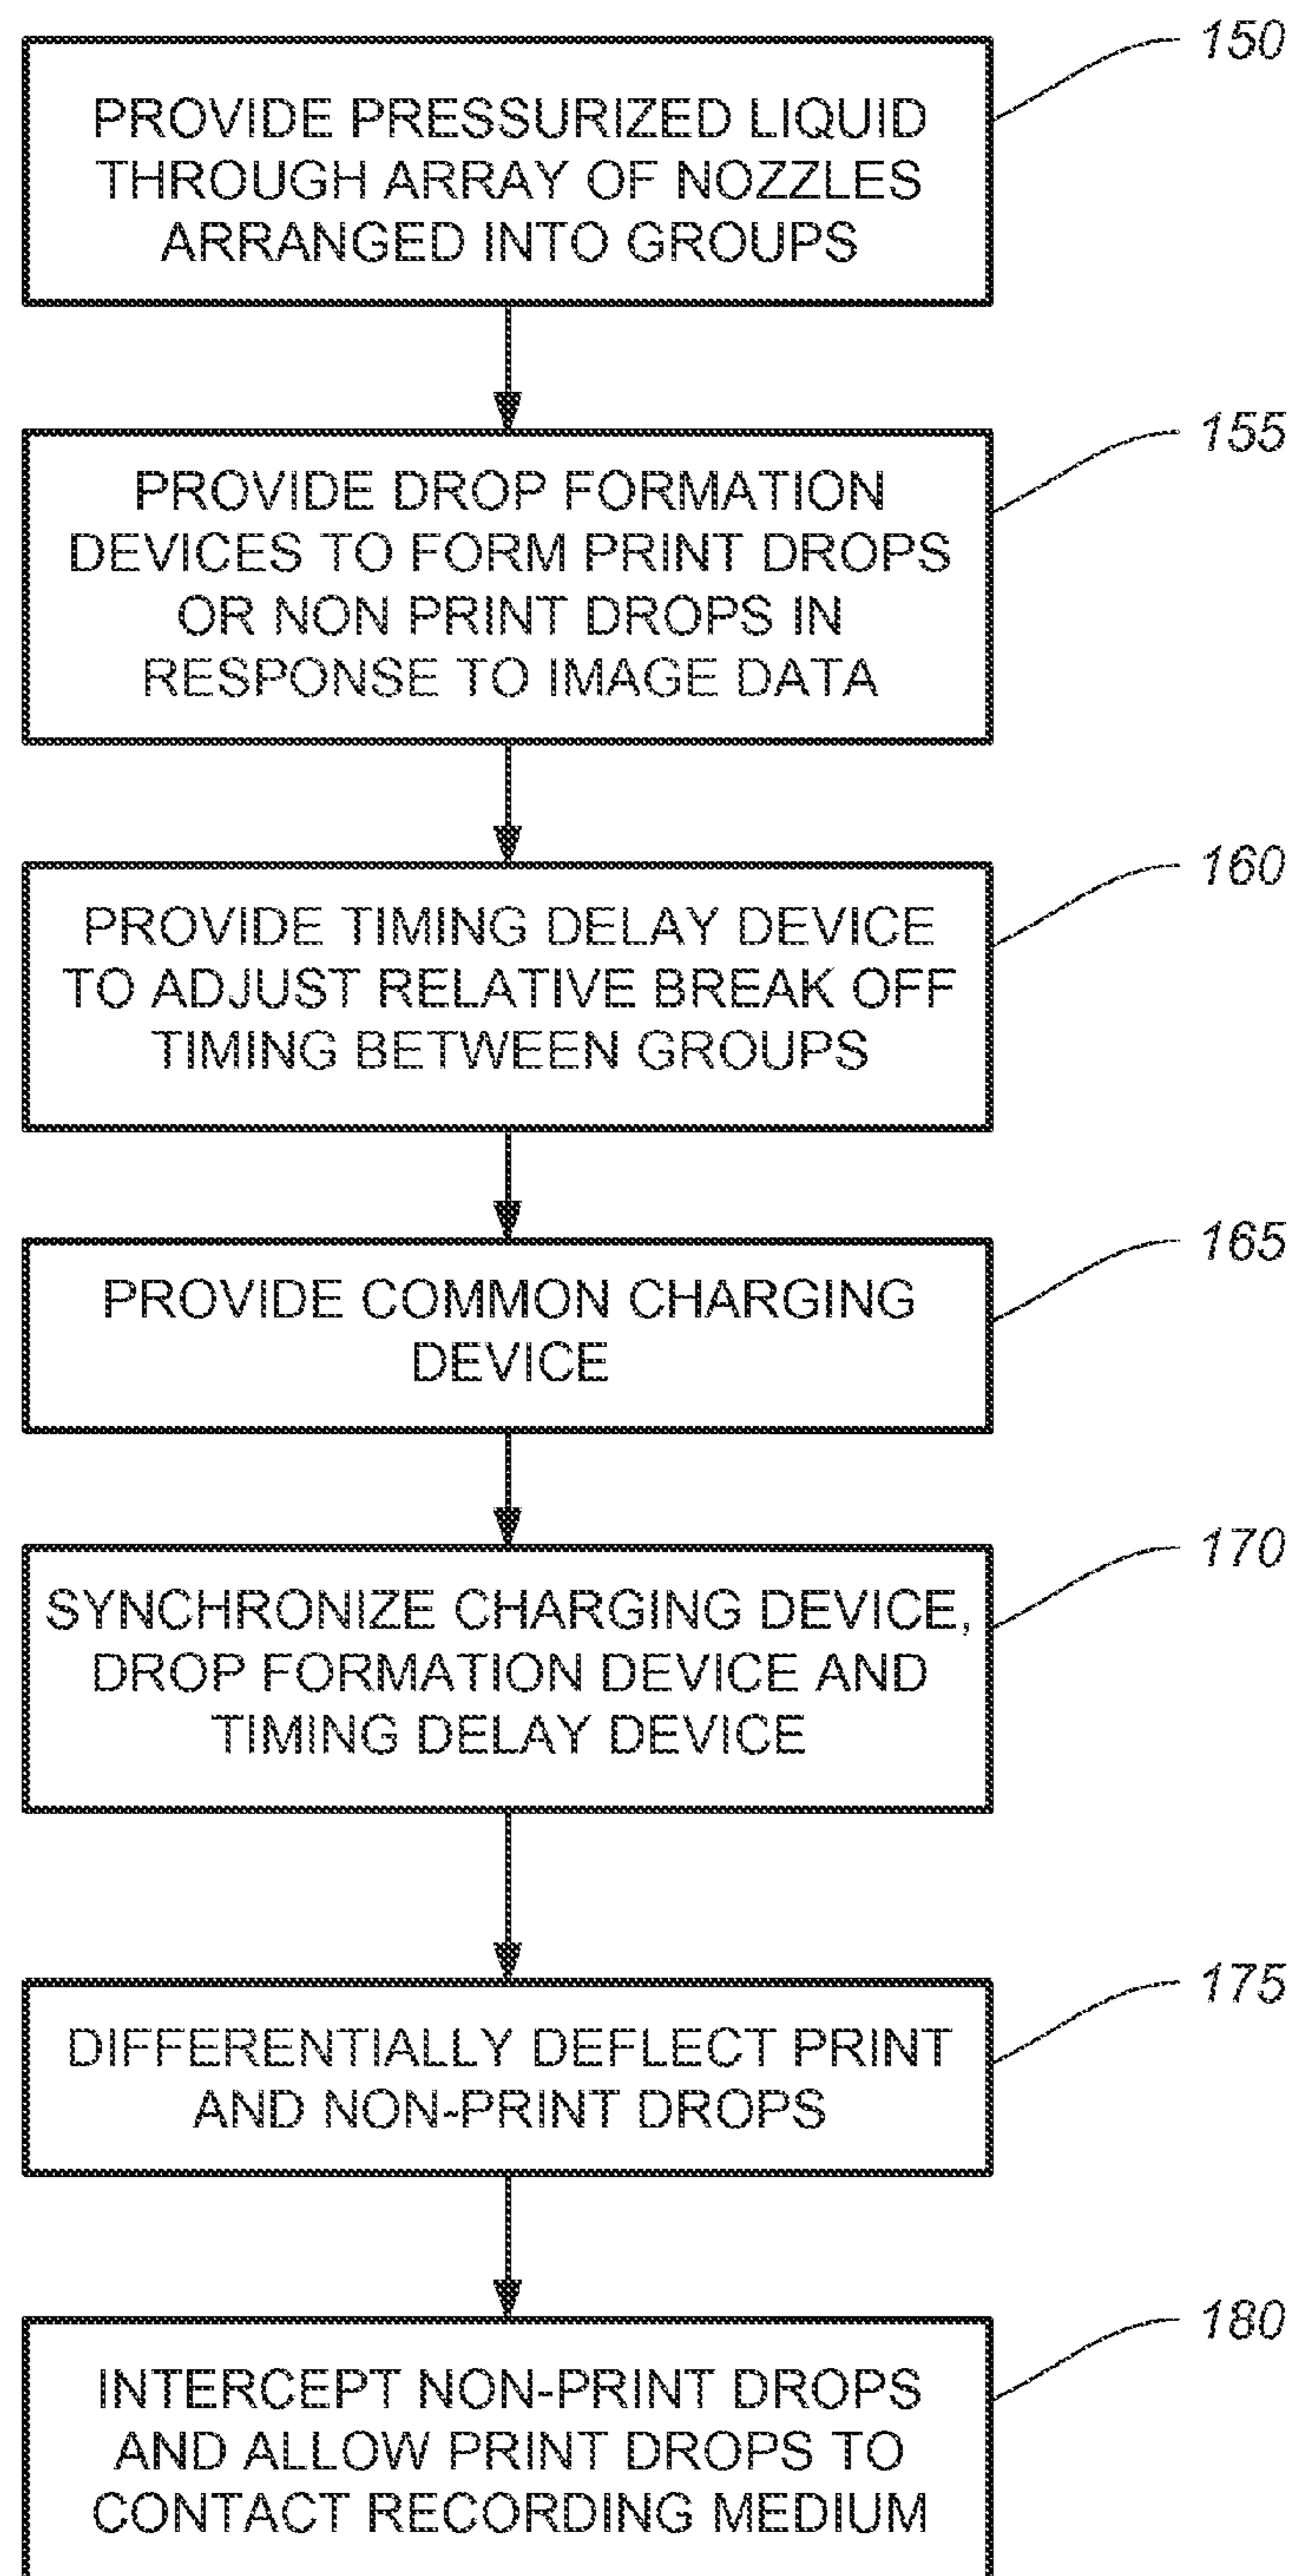 150
PROVIDE PRESSURIZED LIQUID
THROUGH ARRAY OF NOZZLES
ARRANGED INTO GROUPS
155
PROVIDE DROP FORMATION
DEVICES TO FORM PRINT DROPS
OR NON PRINT DROPS IN
RESPONSE TO IMAGE DATA
160
PROVIDE TIMING DELAY DEVICE
TO ADJUST RELATIVE BREAK OFF
TIMING BETWEEN GROUPS
165
PROVIDE COMMON CHARGING
DEVICE
170
SYNCHRONIZE CHARGING DEVICE,
DROP FORMATION DEVICE AND
TIMING DELAY DEVICE
175
DIFFERENTIALLY DEFLECT PRINT
AND NON-PRINT DROPS
180
INTERCEPT NON-PRINT DROPS
AND ALLOW PRINT DROPS TO
CONTACT RECORDING MEDIUM